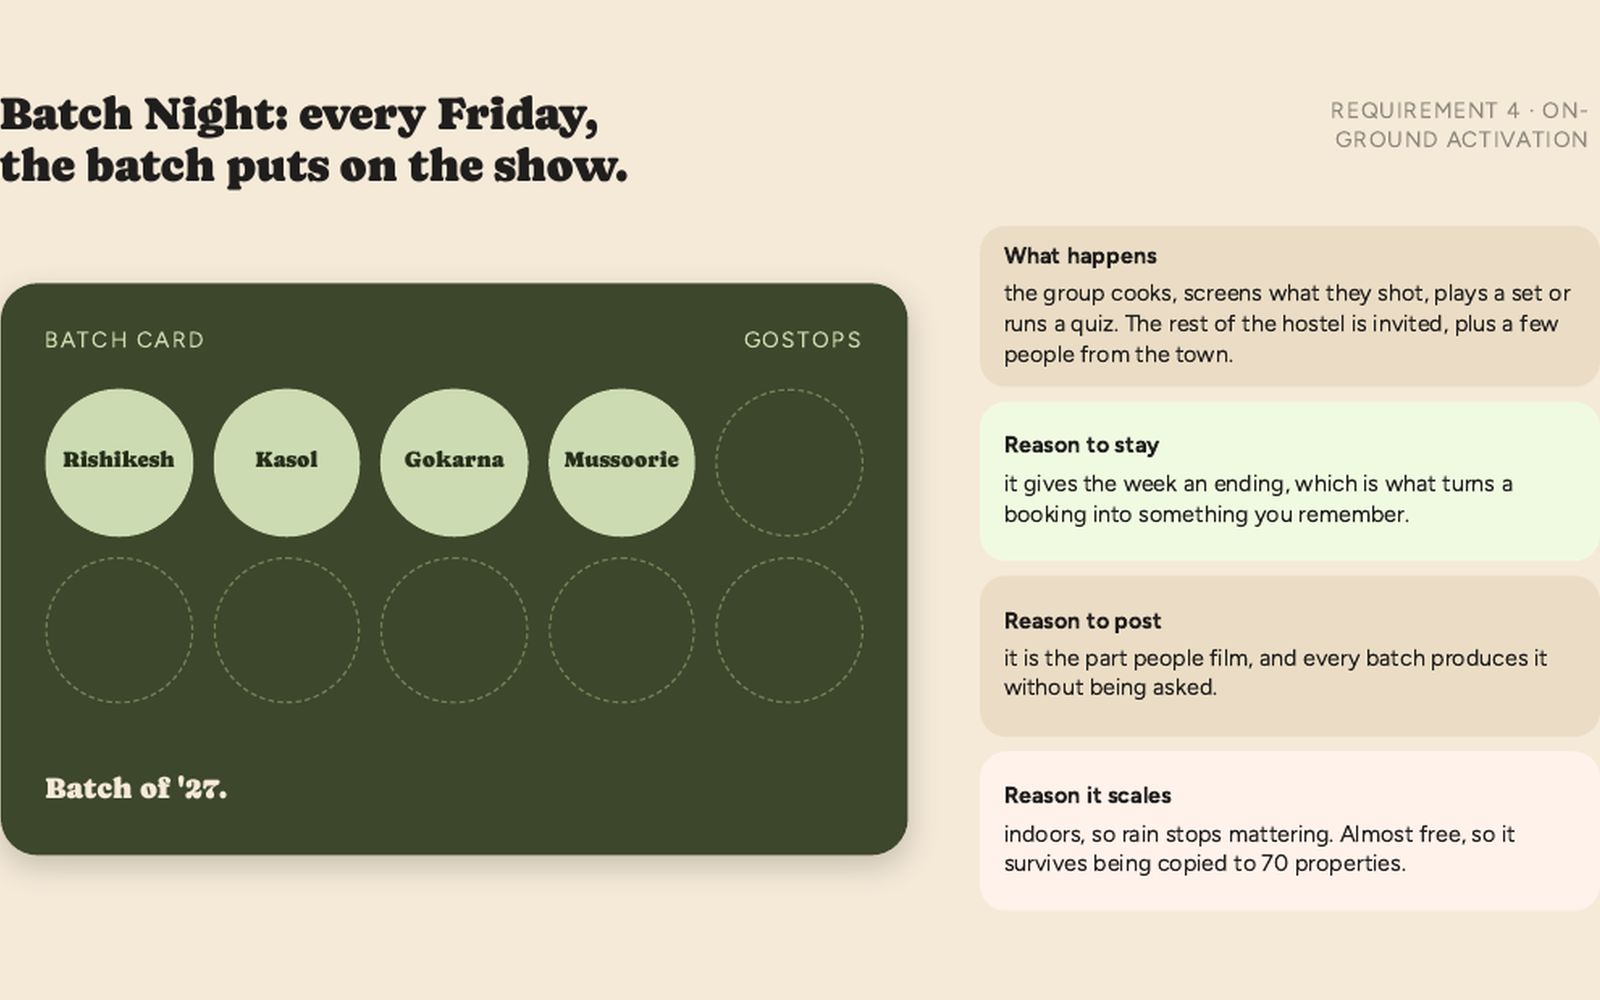 Batch Night: every Friday,
the batch puts on the show.
REQUIREMENT 4 · ON-
GROUND ACTIVATION
BATCH CARD
GOSTOPS
Rishikesh
Kasol
Gokarna
Mussoorie
Batch of '27.
What happens
the group cooks, screens what they shot, plays a set or
runs a quiz. The rest of the hostel is invited, plus a few
people from the town.
Reason to stay
it gives the week an ending, which is what turns a
booking into something you remember.
Reason to post
it is the part people film, and every batch produces it
without being asked.
Reason it scales
indoors, so rain stops mattering. Almost free, so it
survives being copied to 70 properties.